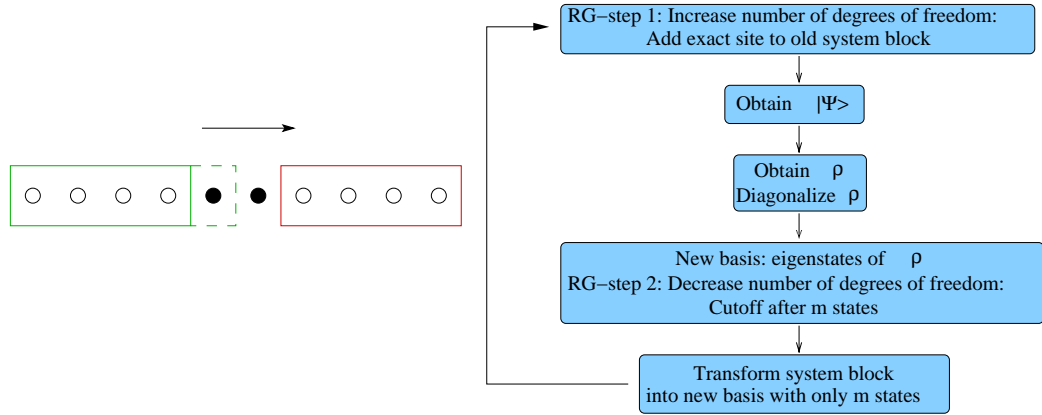 RG−step 1: Increase number of degrees of freedom:
Add exact site to old system block
Obtain |Ψ>
Obtain ρ
Diagonalize ρ
New basis: eigenstates of ρ
RG−step 2: Decrease number of degrees of freedom:
Cutoff after m states
Transform system block
into new basis with only m states